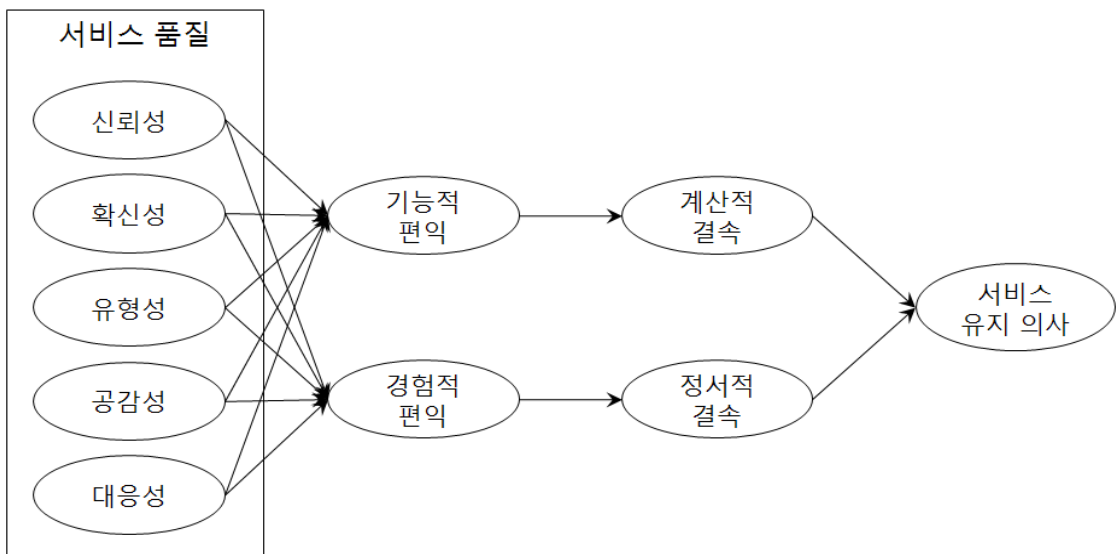 서비스 품질
신뢰성
확신성
유형성
공감성
대응성
기능적
편익
경험적
편익
계산적
결속
정서적
결속
서비스
유지 의사